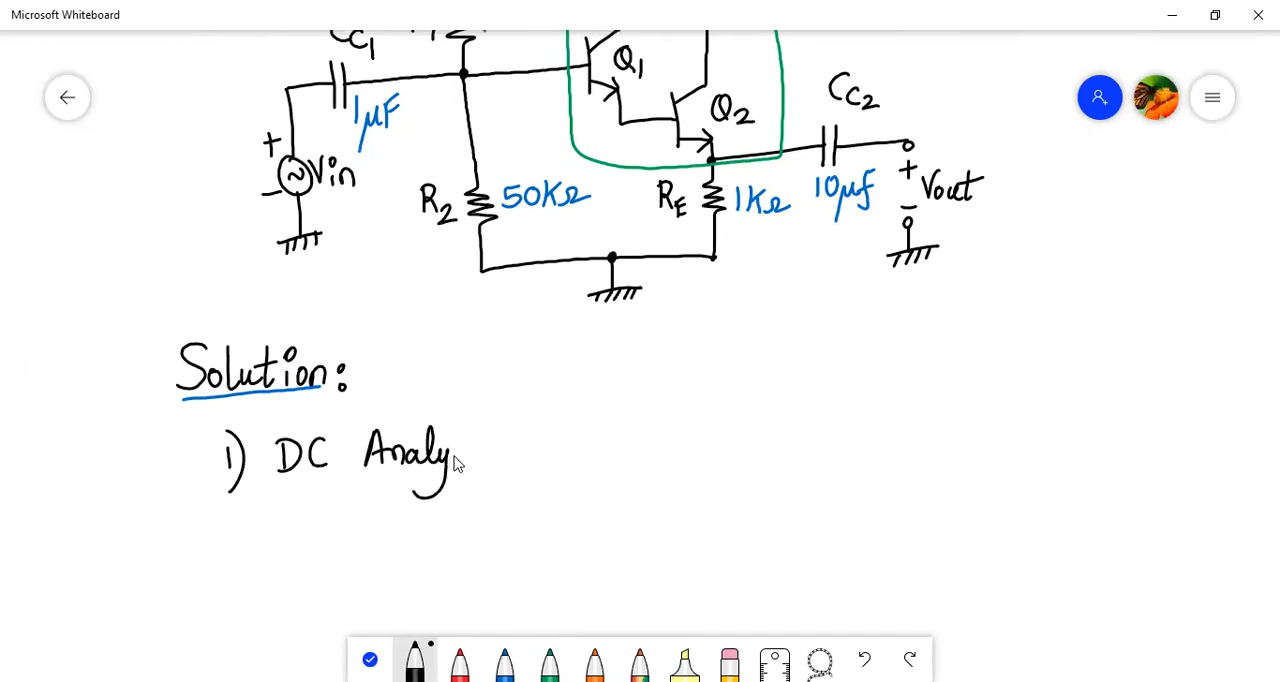 Microsoft Whiteboard
CC1
1μF
Q1
Q2
CC2
+
Vin
−
R2
50KΩ
RE
1KΩ
10μf
+
Vout
−
Solution:
1) DC Analy